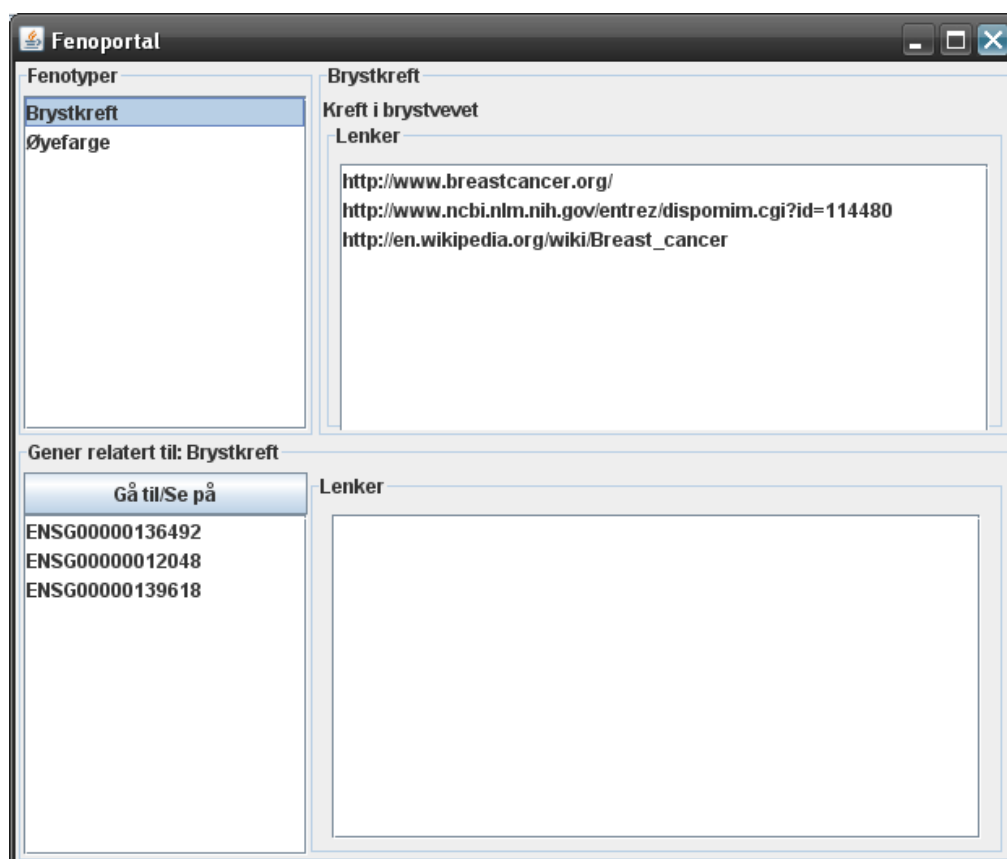 Fenoportal
Fenotyper
Brystkreft
Øyefarge
Brystkreft
Kreft i brystvevet
Lenker
http://www.breastcancer.org/
http://www.ncbi.nlm.nih.gov/entrez/dispomim.cgi?id=114480
http://en.wikipedia.org/wiki/Breast_cancer
Gener relatert til: Brystkreft
Gå til/Se på
ENSG00000136492
ENSG00000012048
ENSG00000139618
Lenker